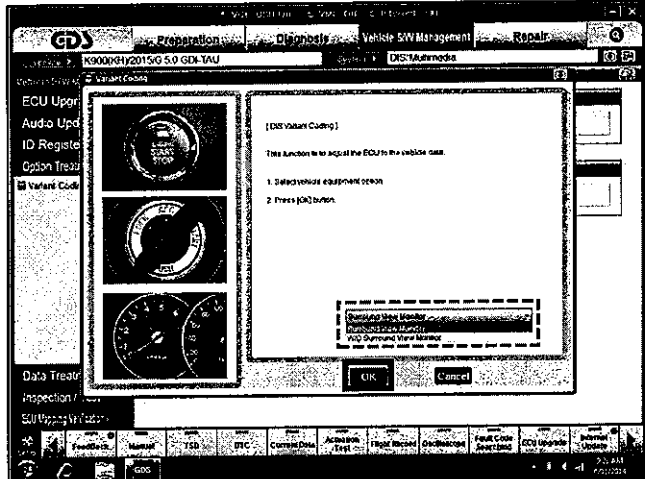 GDS
Preparation
Diagnosis
Vehicle S/W Management
Repair
K900(KH)/2015/G 5.0 GDI-TAU
System
DIS/Multimedia
Variant Coding
ECU Upgr
Audio Upd
ID Registe
Option Treat
Variant Codi
Data Treatm
Inspection /
[ DIS Variant Coding ]
This function is to adjust the ECU to the vehicle data.
1. Select vehicle equipment option.
2. Press [OK] button.
Surround View Monitor
Surround View Monitor
W/O Surround View Monitor
OK
Cancel
Manual
TSB
DTC
Current Data
Actuation Test
Flight Record
Oscilloscope
Fault Code Searching
ECU Upgrade
Internet Update
GDS